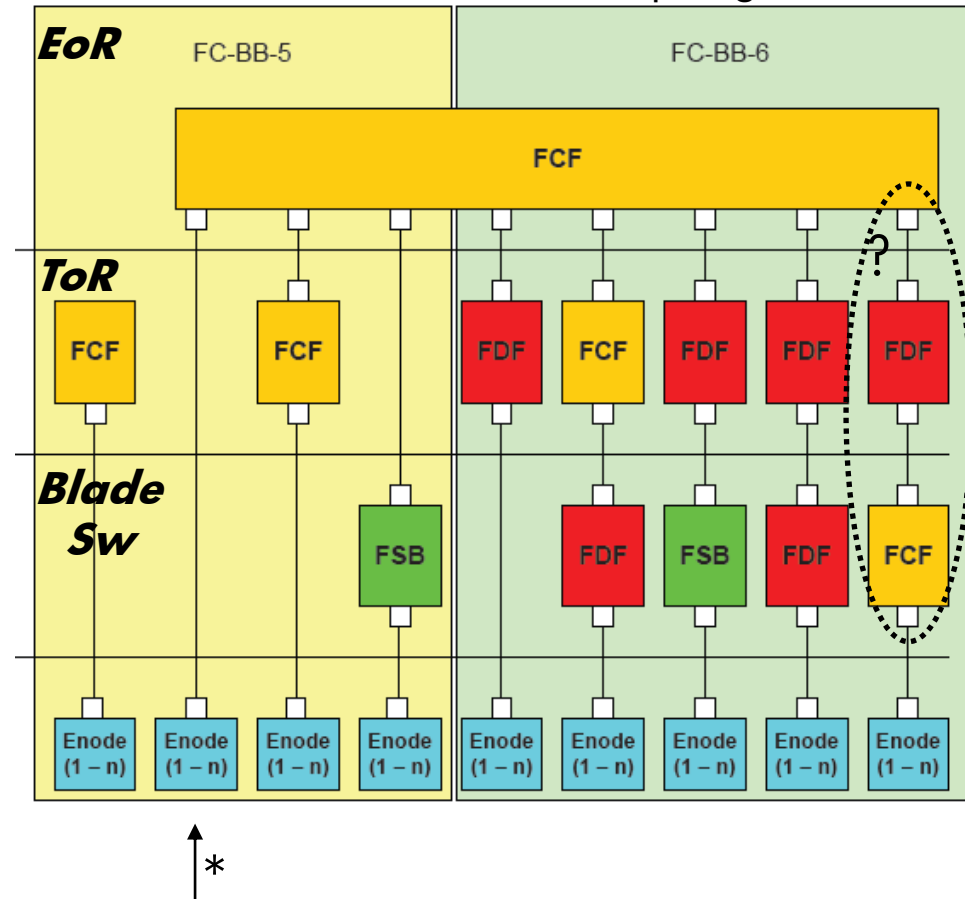 EoR
FC-BB-5
FC-BB-6
FCF
?
ToR
FCF
FCF
FDF
FCF
FDF
FDF
FDF
Blade
Sw
FSB
FDF
FSB
FDF
FCF
Enode
(1 – n)
Enode
(1 – n)
Enode
(1 – n)
Enode
(1 – n)
Enode
(1 – n)
Enode
(1 – n)
Enode
(1 – n)
Enode
(1 – n)
Enode
(1 – n)
*